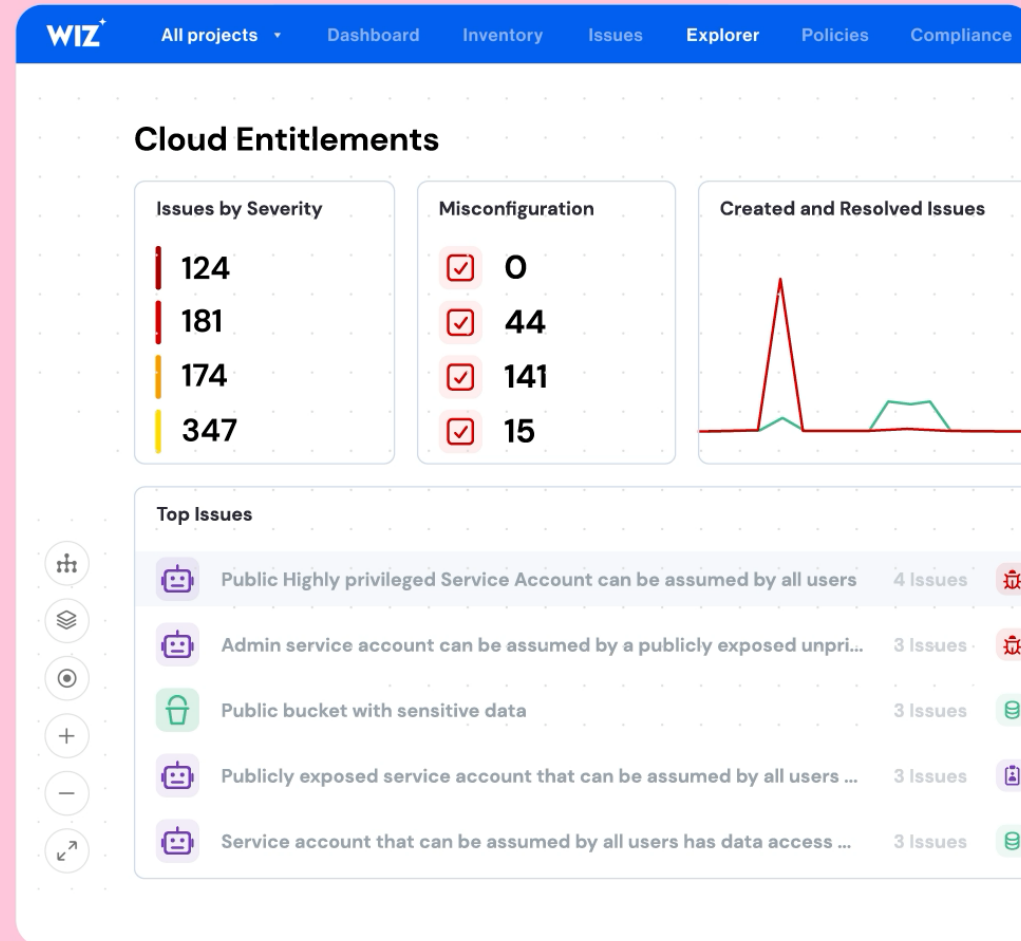 WIZ
All projects Dashboard Inventory Issues Explorer Policies Compliance
Cloud Entitlements
Issues by Severity
124
181
174
347
Misconfiguration
0
44
141
15
Created and Resolved Issues
Top Issues
Public Highly privileged Service Account can be assumed by all users 4 Issues
Admin service account can be assumed by a publicly exposed unpri... 3 Issues
Public bucket with sensitive data 3 Issues
Publicly exposed service account that can be assumed by all users ... 3 Issues
Service account that can be assumed by all users has data access ... 3 Issues